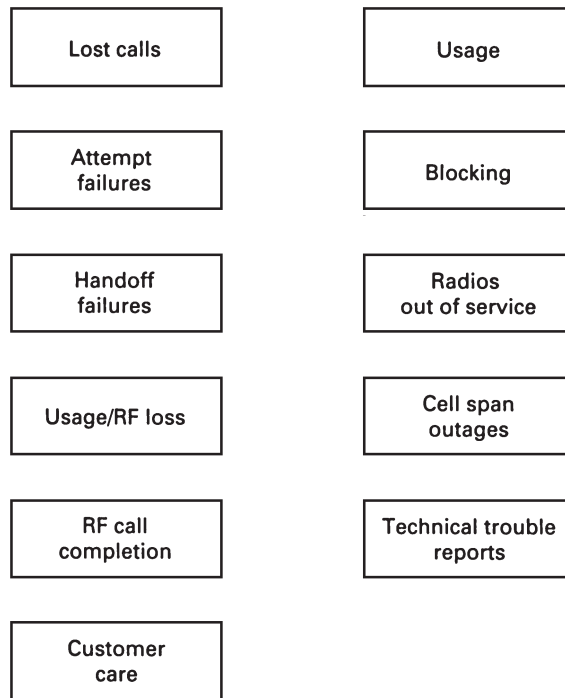 Lost calls
Usage
Attempt
failures
Blocking
Handoff
failures
Radios
out of service
Usage/RF loss
Cell span
outages
RF call
completion
Technical trouble
reports
Customer
care